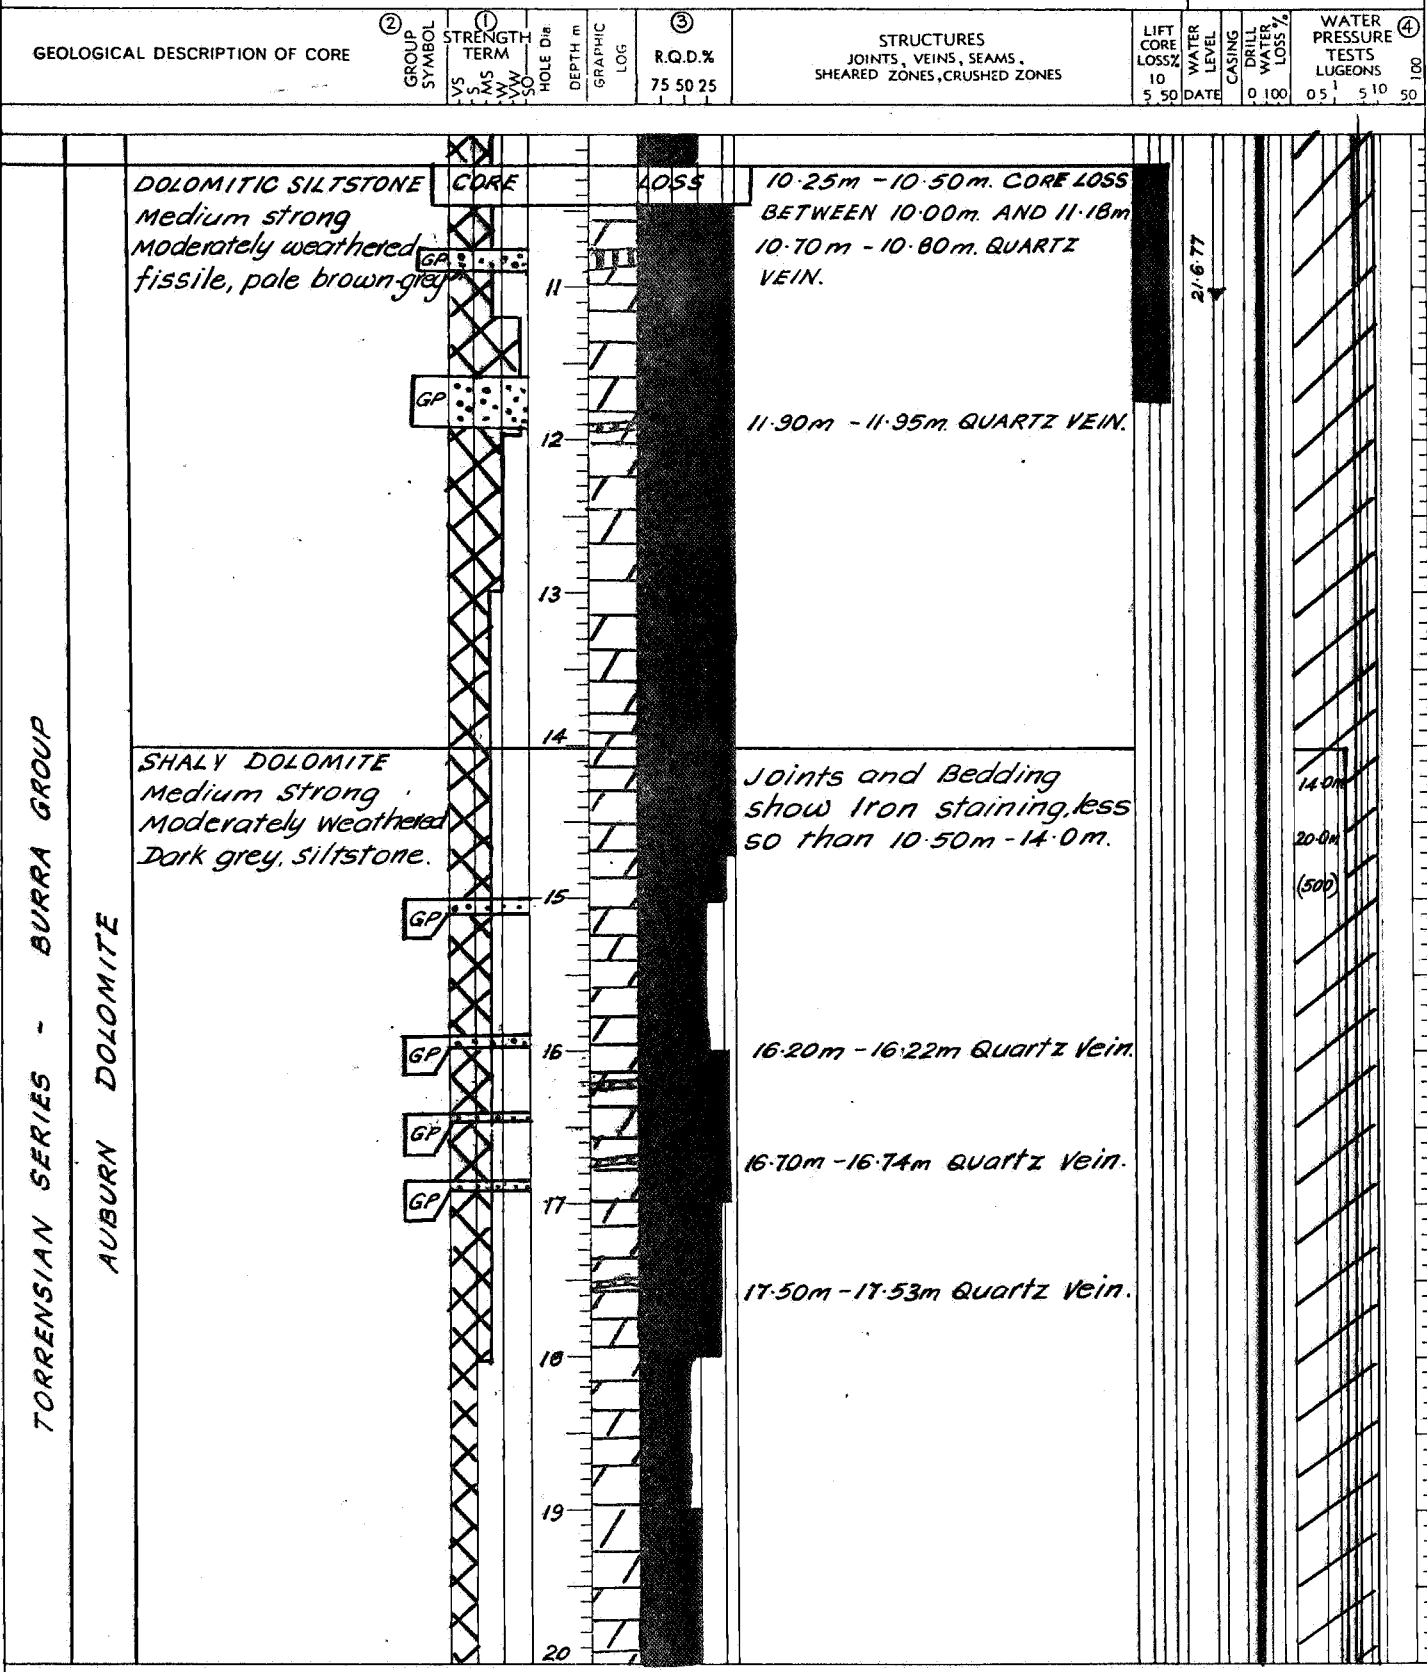 GEOLOGICAL DESCRIPTION OF CORE
② GROUP SYMBOL
① STRENGTH TERM
VS S MS W VW SO
HOLE Dia
DEPTH m
GRAPHIC LOG
③
R.Q.D.%
75 50 25
STRUCTURES
JOINTS, VEINS, SEAMS,
SHEARED ZONES, CRUSHED ZONES
LIFT
CORE
LOSS%
10
5 50
WATER LEVEL
DATE
CASING
DRILL WATER LOSS %
0 100
WATER ④
PRESSURE
TESTS
LUGEONS
0 5 1 5 10 50 100
DOLOMITIC SILTSTONE
Medium strong
Moderately weathered
fissile, pale brown-grey
CORE LOSS
10·25m - 10·50m. CORE LOSS
BETWEEN 10·00m. AND 11·18m
10·70m - 10·80m. QUARTZ
VEIN.
GP
11
21·6·77
GP
11·90m - 11·95m. QUARTZ VEIN.
12
13
14
SHALY DOLOMITE
Medium Strong
Moderately Weathered
Dark grey, siltstone.
Joints and Bedding
show Iron staining, less
so than 10·50m - 14·0m.
14·0m
20·0m
(500)
15
GP
16
GP
16·20m - 16·22m Quartz Vein.
GP
16·70m - 16·74m Quartz Vein.
GP
17
17·50m - 17·53m Quartz Vein.
18
19
20
TORRENSIAN SERIES - BURRA GROUP
AUBURN DOLOMITE